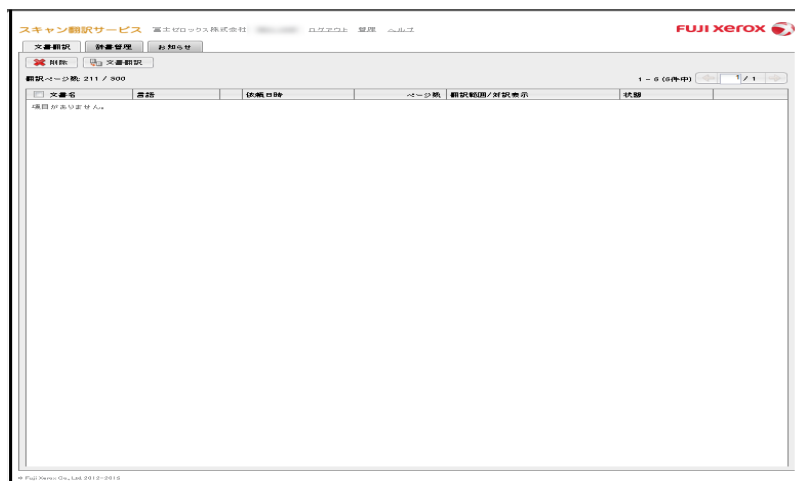 スキャン翻訳サービス 富士ゼロックス株式会社 ログアウト 管理 ヘルプ FUJI XEROX
文書翻訳 辞書管理 お知らせ
削除 文書翻訳
翻訳ページ数: 211 / 300 1 - 6 (6件中) 1 / 1
文書名 言語 依頼日時 ページ数 翻訳範囲/対訳表示 状態
項目がありません。
© Fuji Xerox Co., Ltd. 2012-2015